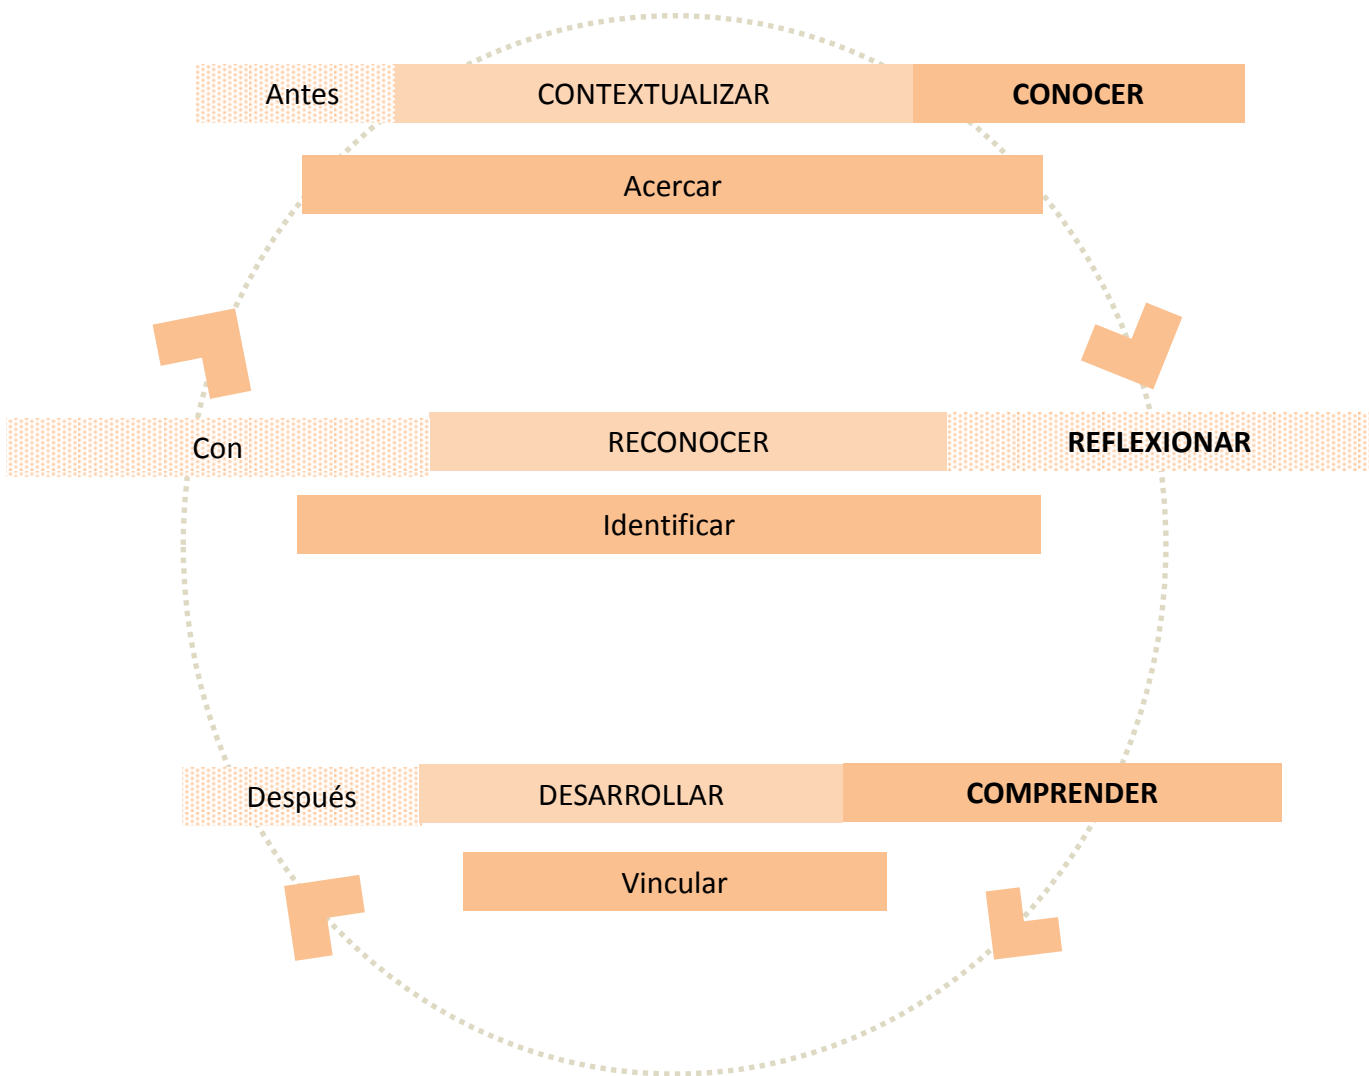 Antes CONTEXTUALIZAR CONOCER
Acercar
Con RECONOCER REFLEXIONAR
Identificar
Después DESARROLLAR COMPRENDER
Vincular